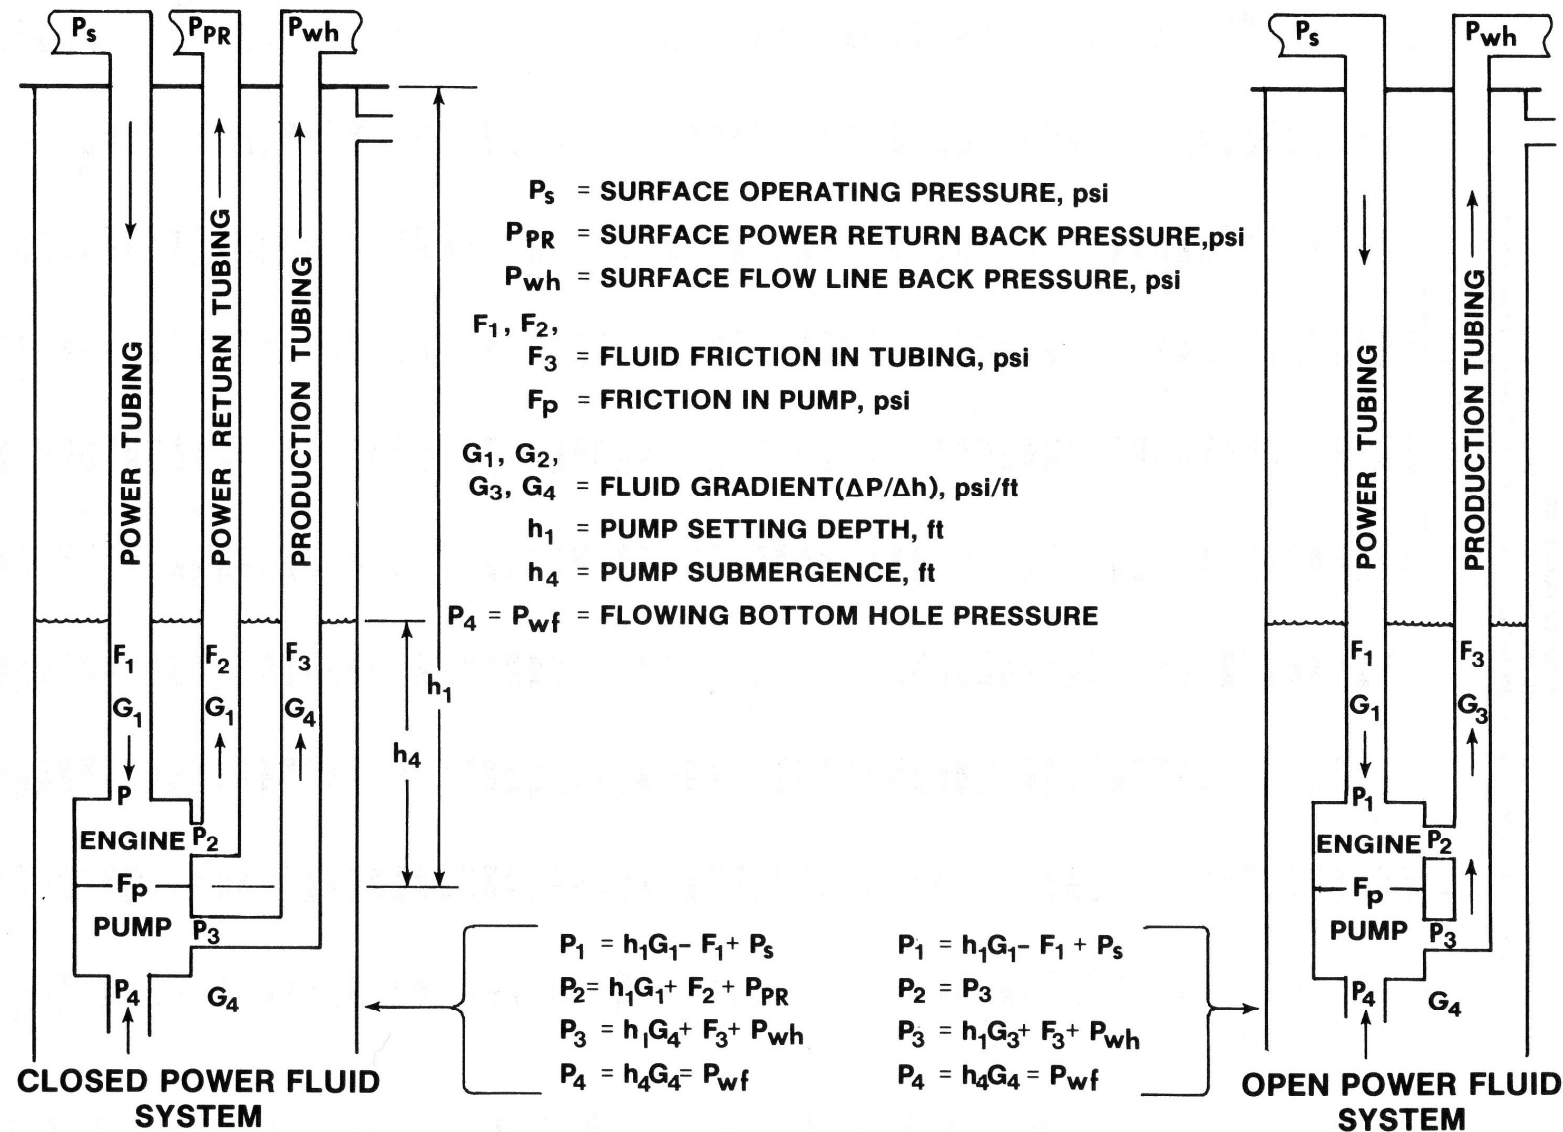 Ps
PPR
Pwh
POWER TUBING
POWER RETURN TUBING
PRODUCTION TUBING
F1
F2
F3
G1
G1
G4
h1
h4
P
ENGINE P2
Fp
PUMP P3
P4
G4
CLOSED POWER FLUID
SYSTEM
Ps = SURFACE OPERATING PRESSURE, psi
PPR = SURFACE POWER RETURN BACK PRESSURE,psi
Pwh = SURFACE FLOW LINE BACK PRESSURE, psi
F1, F2,
F3 = FLUID FRICTION IN TUBING, psi
Fp = FRICTION IN PUMP, psi
G1, G2,
G3, G4 = FLUID GRADIENT(ΔP/Δh), psi/ft
h1 = PUMP SETTING DEPTH, ft
h4 = PUMP SUBMERGENCE, ft
P4 = Pwf = FLOWING BOTTOM HOLE PRESSURE
P1 = h1G1- F1+ Ps
P2= h1G1+ F2 + PPR
P3 = h1G4+ F3+ Pwh
P4 = h4G4= Pwf
P1 = h1G1- F1 + Ps
P2 = P3
P3 = h1G3+ F3+ Pwh
P4 = h4G4 = Pwf
Ps
Pwh
POWER TUBING
PRODUCTION TUBING
F1
F3
G1
G3
P1
ENGINE P2
Fp
PUMP P3
P4
G4
OPEN POWER FLUID
SYSTEM